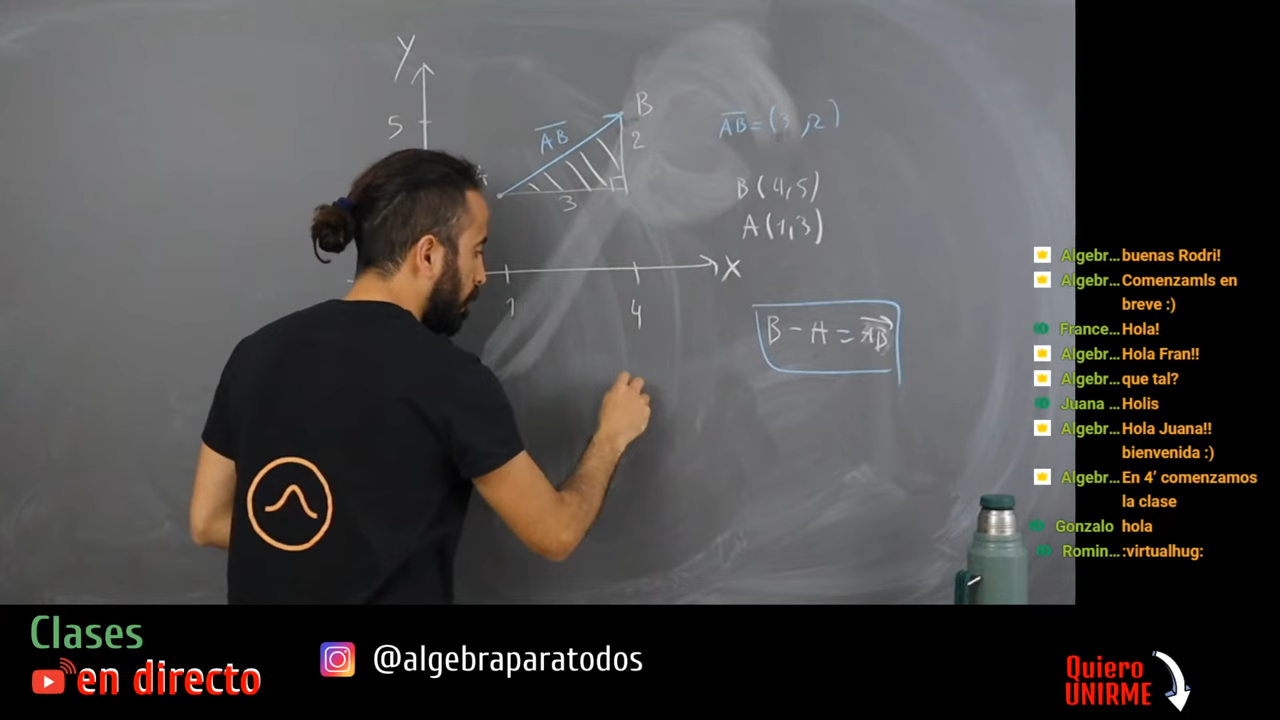 Y
5
B
AB
2
3
AB = (3,2)
B(4,5)
A(1,3)
X
1
4
B - A = AB
Algebr... buenas Rodri!
Algebr... Comenzamls en
breve :)
France... Hola!
Algebr... Hola Fran!!
Algebr... que tal?
Juana ... Holis
Algebr... Hola Juana!!
bienvenida :)
Algebr... En 4’ comenzamos
la clase
Gonzalo hola
Romin... :virtualhug:
Clases
en directo
@algebraparatodos
Quiero
UNIRME